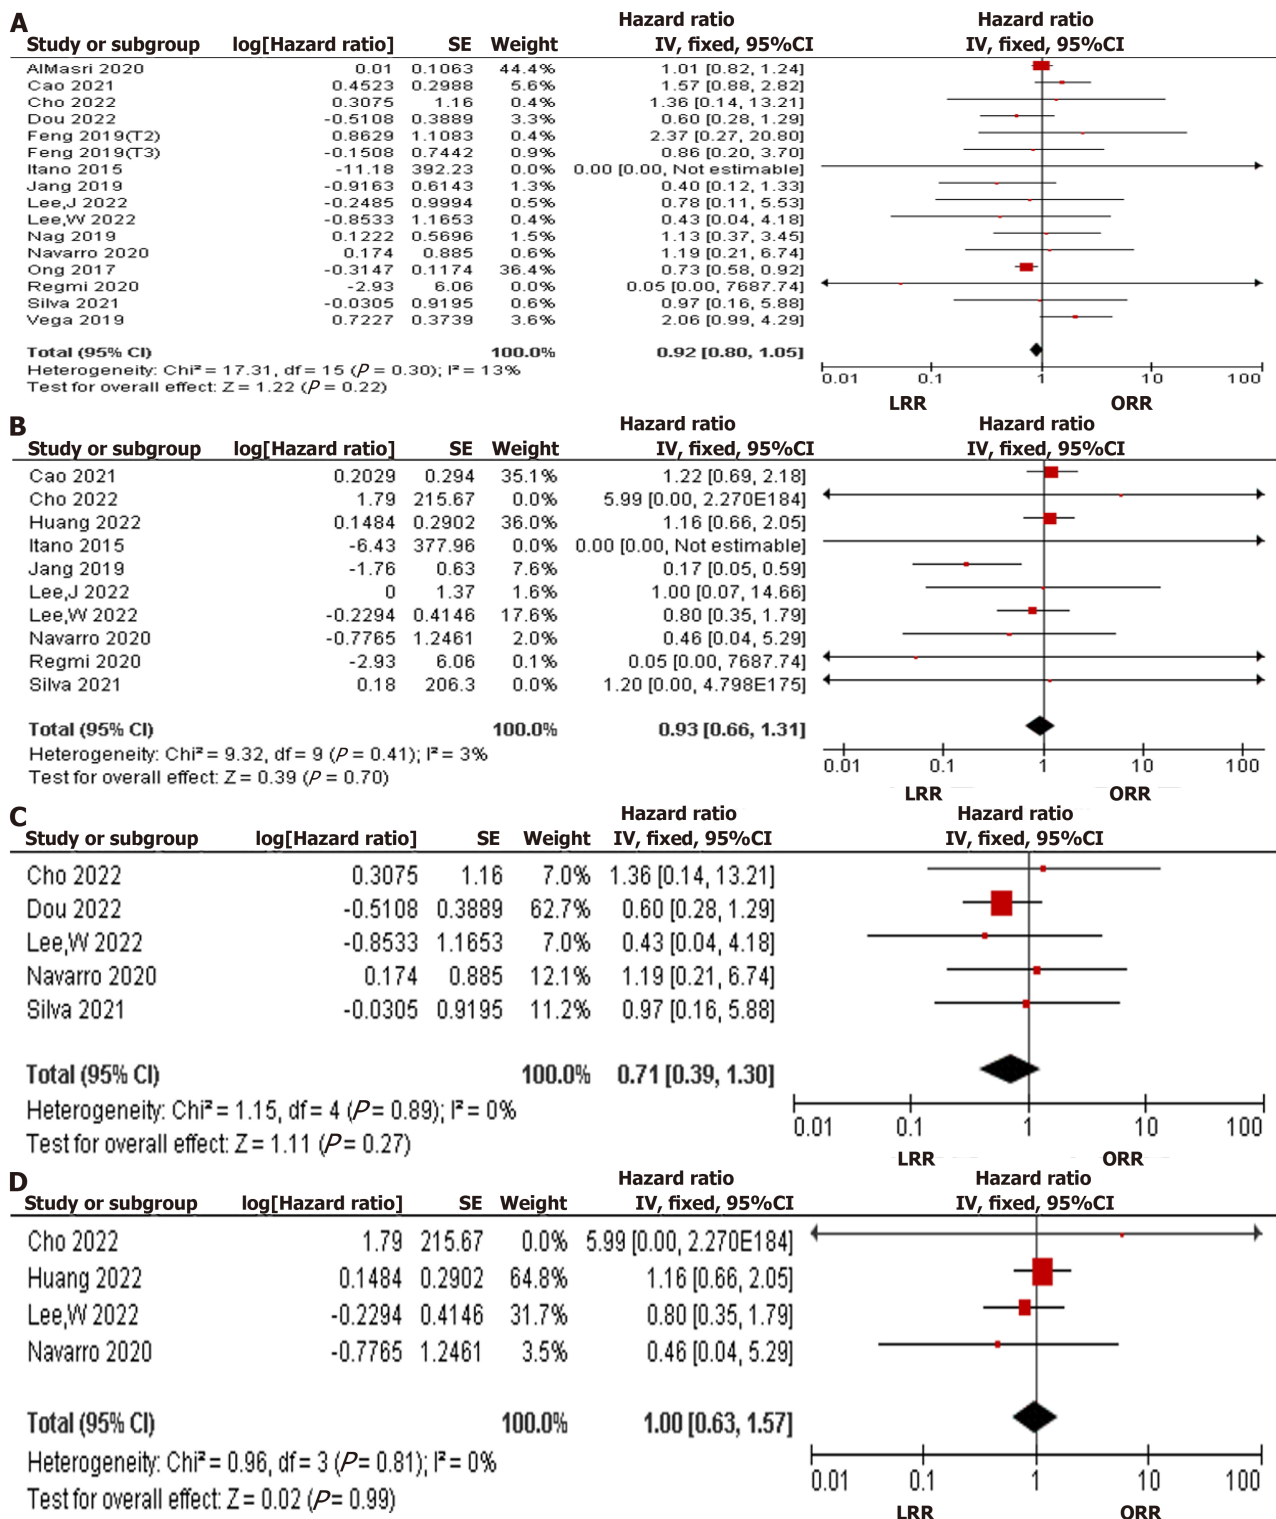 A
Hazard ratio Hazard ratio
Study or subgroup log[Hazard ratio] SE Weight IV, fixed, 95%CI IV, fixed, 95%CI
AlMasri 2020 0.01 0.1063 44.4% 1.01 [0.82, 1.24]
Cao 2021 0.4523 0.2988 5.6% 1.57 [0.88, 2.82]
Cho 2022 0.3075 1.16 0.4% 1.36 [0.14, 13.21]
Dou 2022 -0.5108 0.3889 3.3% 0.60 [0.28, 1.29]
Feng 2019(T2) 0.8629 1.1083 0.4% 2.37 [0.27, 20.80]
Feng 2019(T3) -0.1508 0.7442 0.9% 0.86 [0.20, 3.70]
Itano 2015 -11.18 392.23 0.0% 0.00 [0.00, Not estimable]
Jang 2019 -0.9163 0.6143 1.3% 0.40 [0.12, 1.33]
Lee,J 2022 -0.2485 0.9994 0.5% 0.78 [0.11, 5.53]
Lee,W 2022 -0.8533 1.1653 0.4% 0.43 [0.04, 4.18]
Nag 2019 0.1222 0.5696 1.5% 1.13 [0.37, 3.45]
Navarro 2020 0.174 0.885 0.6% 1.19 [0.21, 6.74]
Ong 2017 -0.3147 0.1174 36.4% 0.73 [0.58, 0.92]
Regmi 2020 -2.93 6.06 0.0% 0.05 [0.00, 7687.74]
Silva 2021 -0.0305 0.9195 0.6% 0.97 [0.16, 5.88]
Vega 2019 0.7227 0.3739 3.6% 2.06 [0.99, 4.29]
Total (95% CI) 100.0% 0.92 [0.80, 1.05]
Heterogeneity: Chi² = 17.31, df = 15 (P = 0.30); I² = 13%
Test for overall effect: Z = 1.22 (P = 0.22)
0.01 0.1 1 10 100
LRR ORR
B
Hazard ratio Hazard ratio
Study or subgroup log[Hazard ratio] SE Weight IV, fixed, 95%CI IV, fixed, 95%CI
Cao 2021 0.2029 0.294 35.1% 1.22 [0.69, 2.18]
Cho 2022 1.79 215.67 0.0% 5.99 [0.00, 2.270E184]
Huang 2022 0.1484 0.2902 36.0% 1.16 [0.66, 2.05]
Itano 2015 -6.43 377.96 0.0% 0.00 [0.00, Not estimable]
Jang 2019 -1.76 0.63 7.6% 0.17 [0.05, 0.59]
Lee,J 2022 0 1.37 1.6% 1.00 [0.07, 14.66]
Lee,W 2022 -0.2294 0.4146 17.6% 0.80 [0.35, 1.79]
Navarro 2020 -0.7765 1.2461 2.0% 0.46 [0.04, 5.29]
Regmi 2020 -2.93 6.06 0.1% 0.05 [0.00, 7687.74]
Silva 2021 0.18 206.3 0.0% 1.20 [0.00, 4.798E175]
Total (95% CI) 100.0% 0.93 [0.66, 1.31]
Heterogeneity: Chi² = 9.32, df = 9 (P = 0.41); I² = 3%
Test for overall effect: Z = 0.39 (P = 0.70)
0.01 0.1 1 10 100
LRR ORR
C
Hazard ratio Hazard ratio
Study or subgroup log[Hazard ratio] SE Weight IV, fixed, 95%CI IV, fixed, 95%CI
Cho 2022 0.3075 1.16 7.0% 1.36 [0.14, 13.21]
Dou 2022 -0.5108 0.3889 62.7% 0.60 [0.28, 1.29]
Lee,W 2022 -0.8533 1.1653 7.0% 0.43 [0.04, 4.18]
Navarro 2020 0.174 0.885 12.1% 1.19 [0.21, 6.74]
Silva 2021 -0.0305 0.9195 11.2% 0.97 [0.16, 5.88]
Total (95% CI) 100.0% 0.71 [0.39, 1.30]
Heterogeneity: Chi² = 1.15, df = 4 (P = 0.89); I² = 0%
Test for overall effect: Z = 1.11 (P = 0.27)
0.01 0.1 1 10 100
LRR ORR
D
Hazard ratio Hazard ratio
Study or subgroup log[Hazard ratio] SE Weight IV, fixed, 95%CI IV, fixed, 95%CI
Cho 2022 1.79 215.67 0.0% 5.99 [0.00, 2.270E184]
Huang 2022 0.1484 0.2902 64.8% 1.16 [0.66, 2.05]
Lee,W 2022 -0.2294 0.4146 31.7% 0.80 [0.35, 1.79]
Navarro 2020 -0.7765 1.2461 3.5% 0.46 [0.04, 5.29]
Total (95% CI) 100.0% 1.00 [0.63, 1.57]
Heterogeneity: Chi² = 0.96, df = 3 (P = 0.81); I² = 0%
Test for overall effect: Z = 0.02 (P = 0.99)
0.01 0.1 1 10 100
LRR ORR